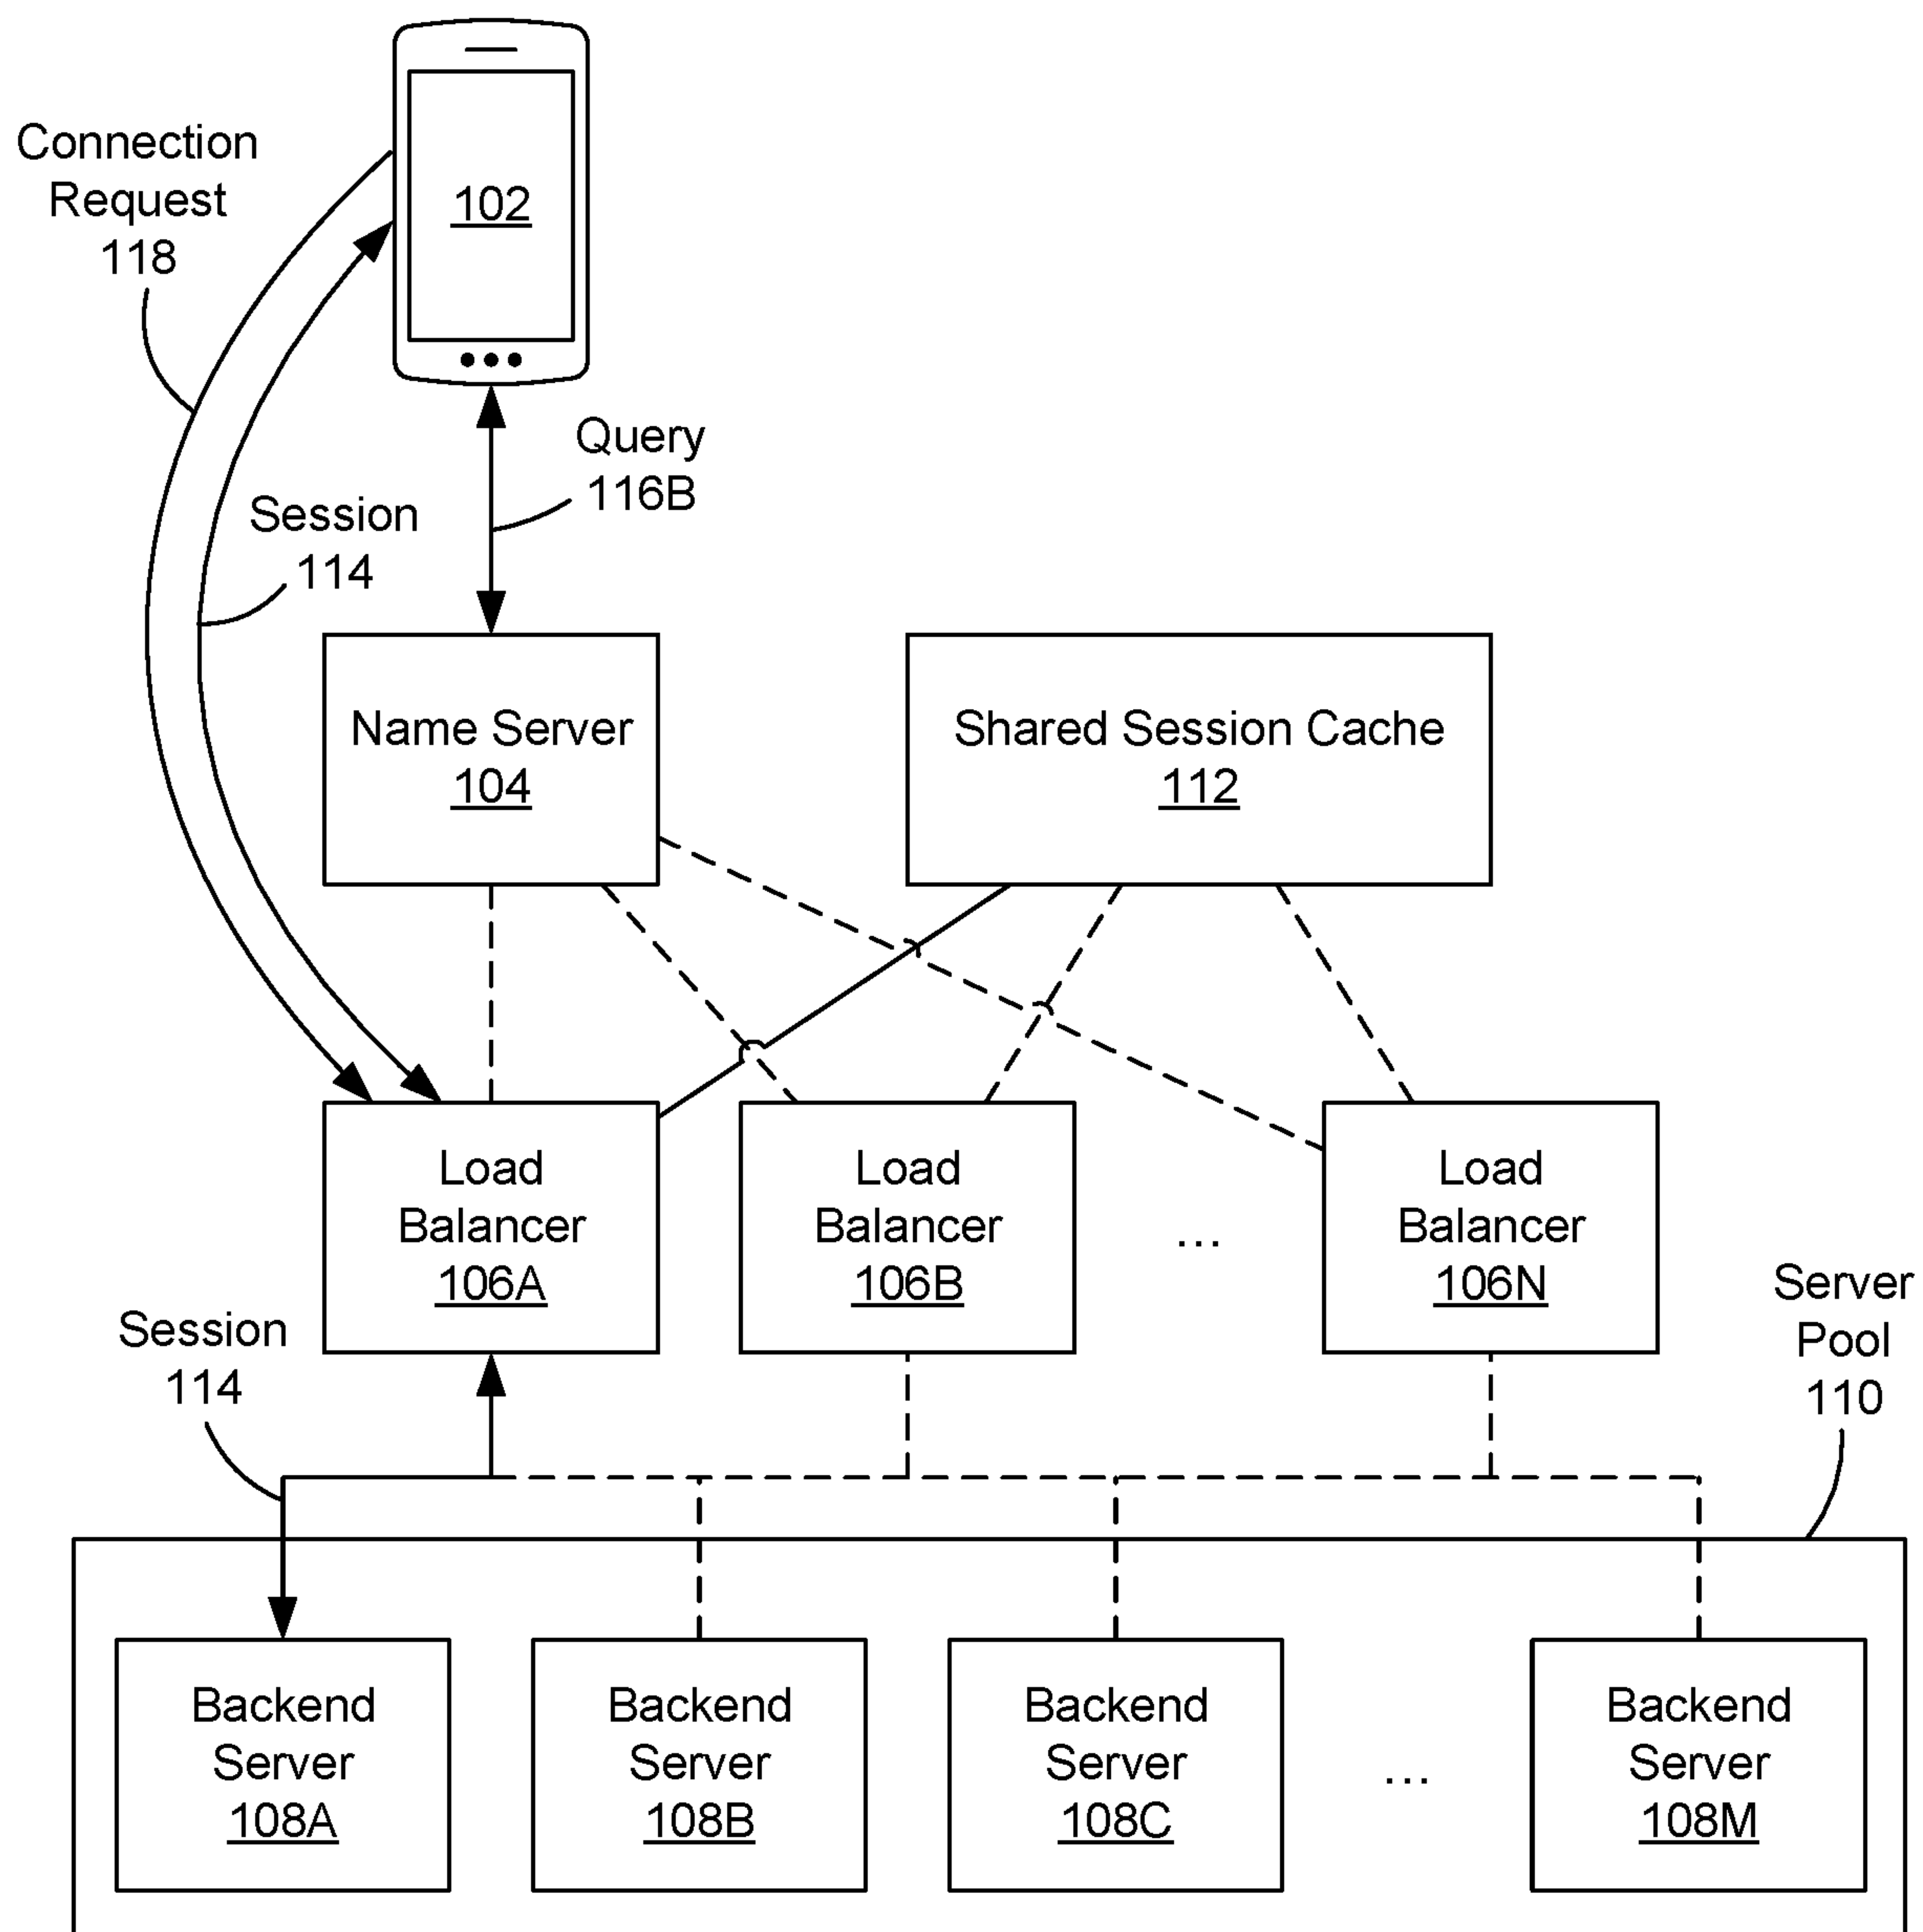 102
Connection
Request
118
Query
116B
Session
114
Name Server
104
Shared Session Cache
112
Load
Balancer
106A
Load
Balancer
106B
...
Load
Balancer
106N
Server
Pool
110
Session
114
Backend
Server
108A
Backend
Server
108B
Backend
Server
108C
...
Backend
Server
108M